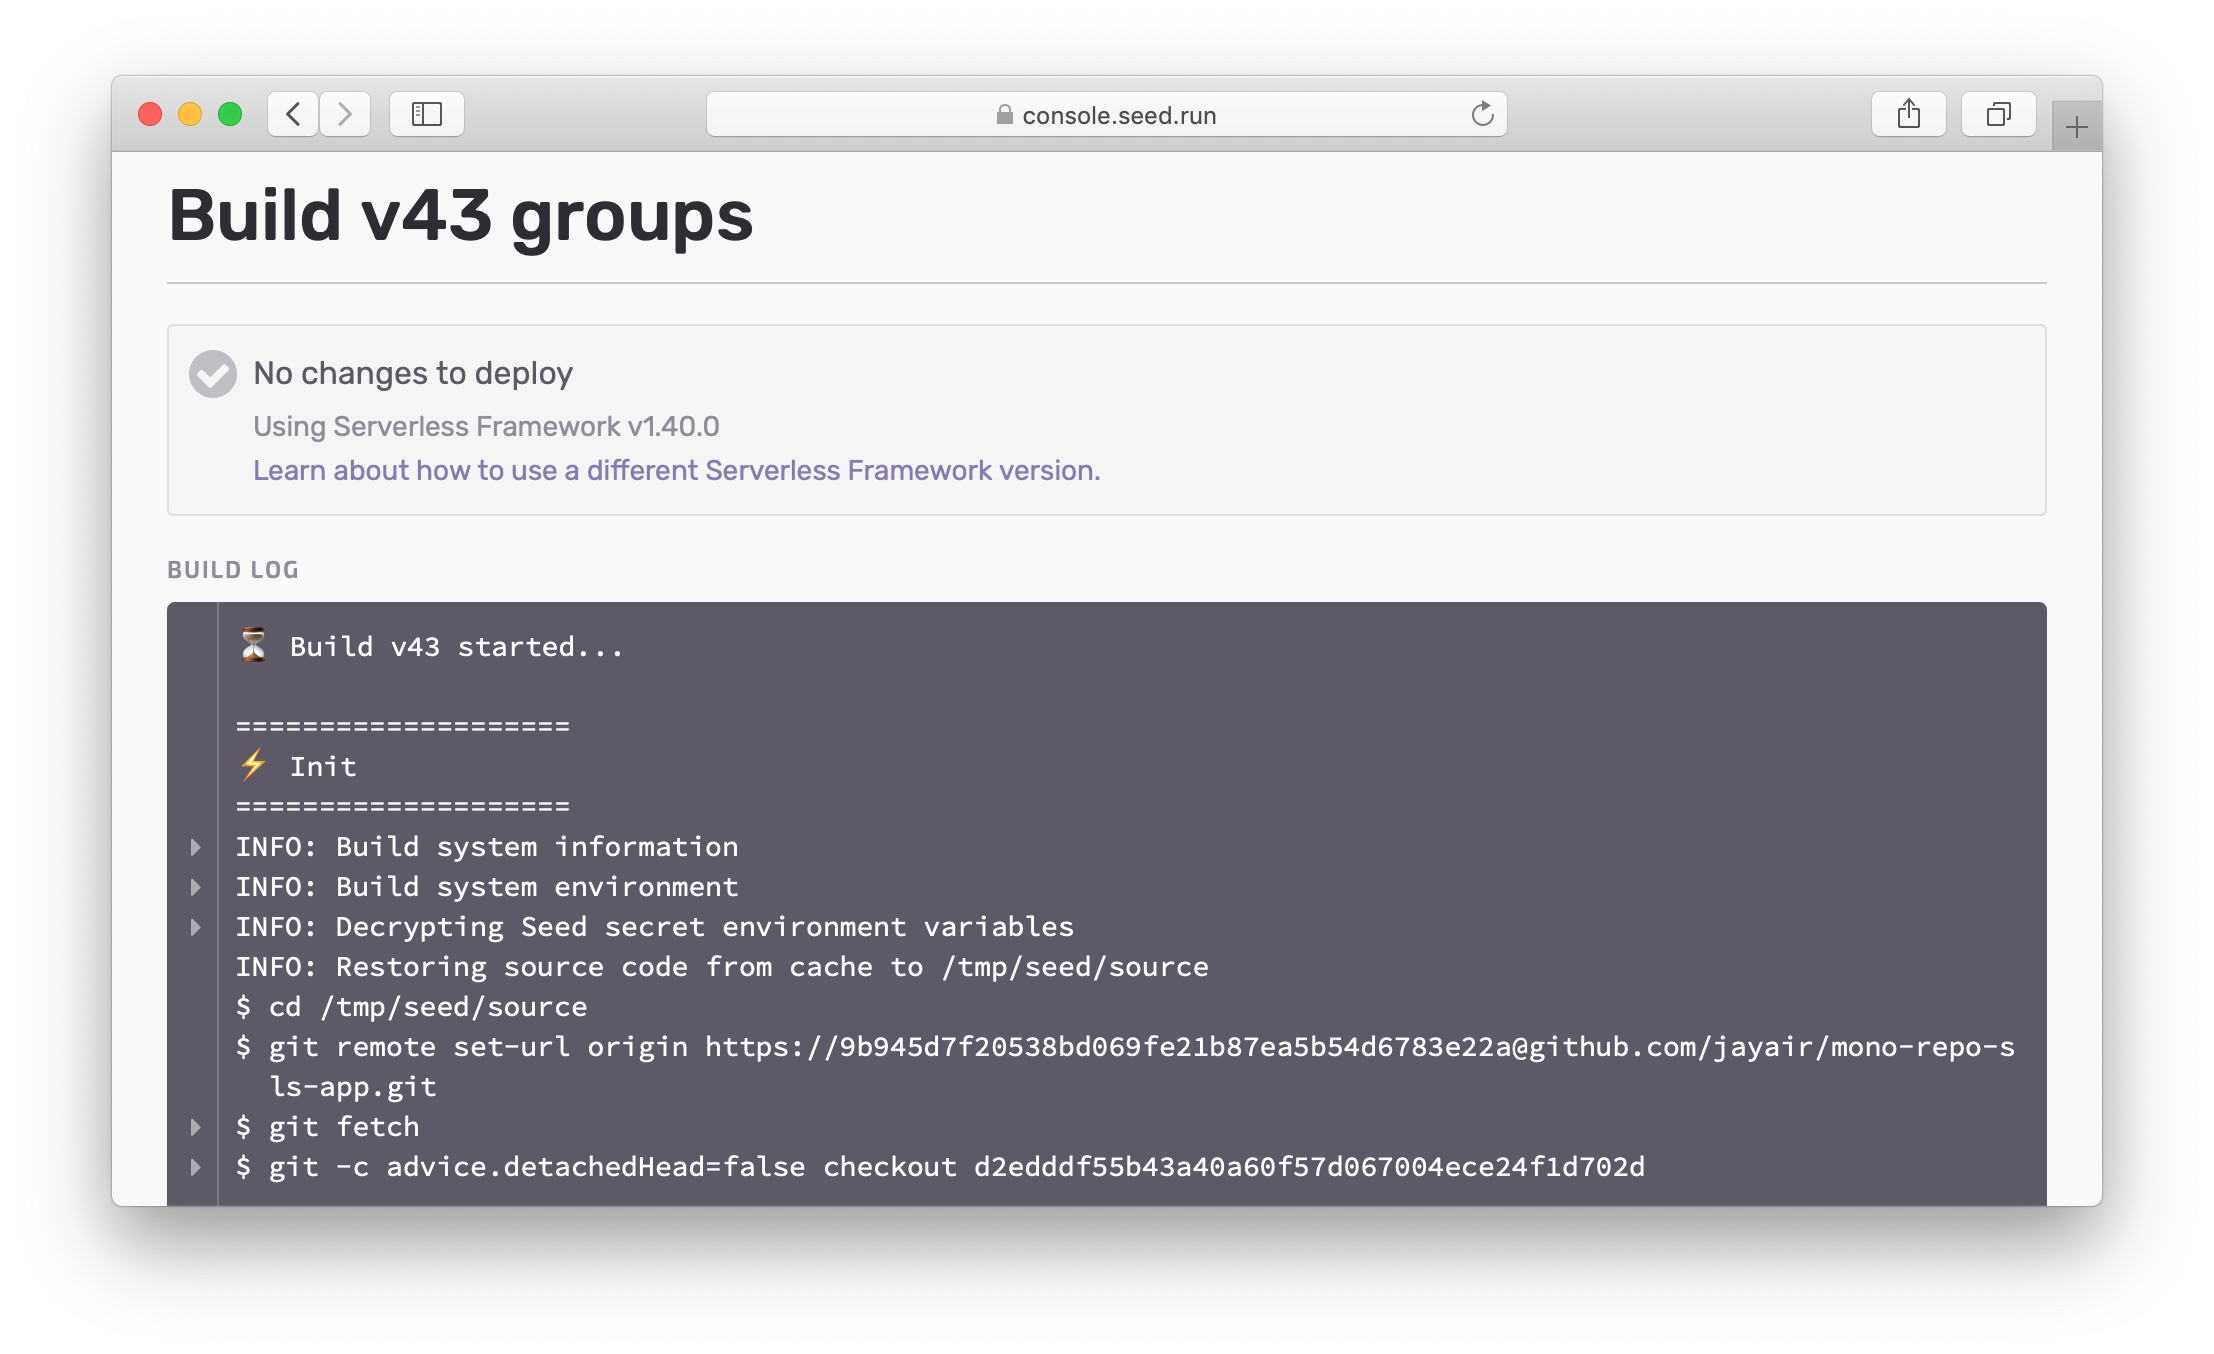 console.seed.run
Build v43 groups
No changes to deploy
Using Serverless Framework v1.40.0
Learn about how to use a different Serverless Framework version.
BUILD LOG
⏳ Build v43 started...
====================
⚡ Init
====================
INFO: Build system information
INFO: Build system environment
INFO: Decrypting Seed secret environment variables
INFO: Restoring source code from cache to /tmp/seed/source
$ cd /tmp/seed/source
$ git remote set-url origin https://9b945d7f20538bd069fe21b87ea5b54d6783e22a@github.com/jayair/mono-repo-s
ls-app.git
$ git fetch
$ git -c advice.detachedHead=false checkout d2edddf55b43a40a60f57d067004ece24f1d702d